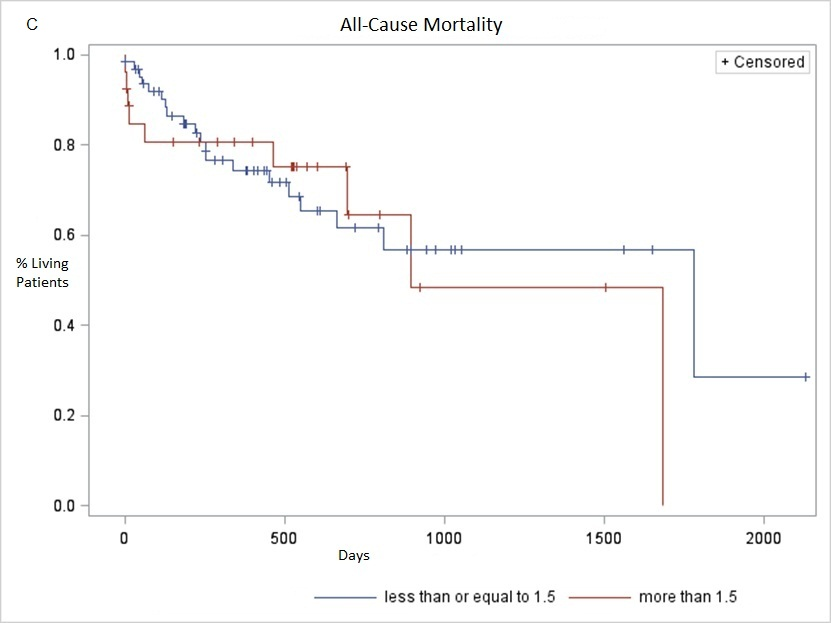 C
All-Cause Mortality
+ Censored
1.0
0.8
0.6
0.4
0.2
0.0
% Living
Patients
0 500 1000 1500 2000
Days
less than or equal to 1.5 more than 1.5